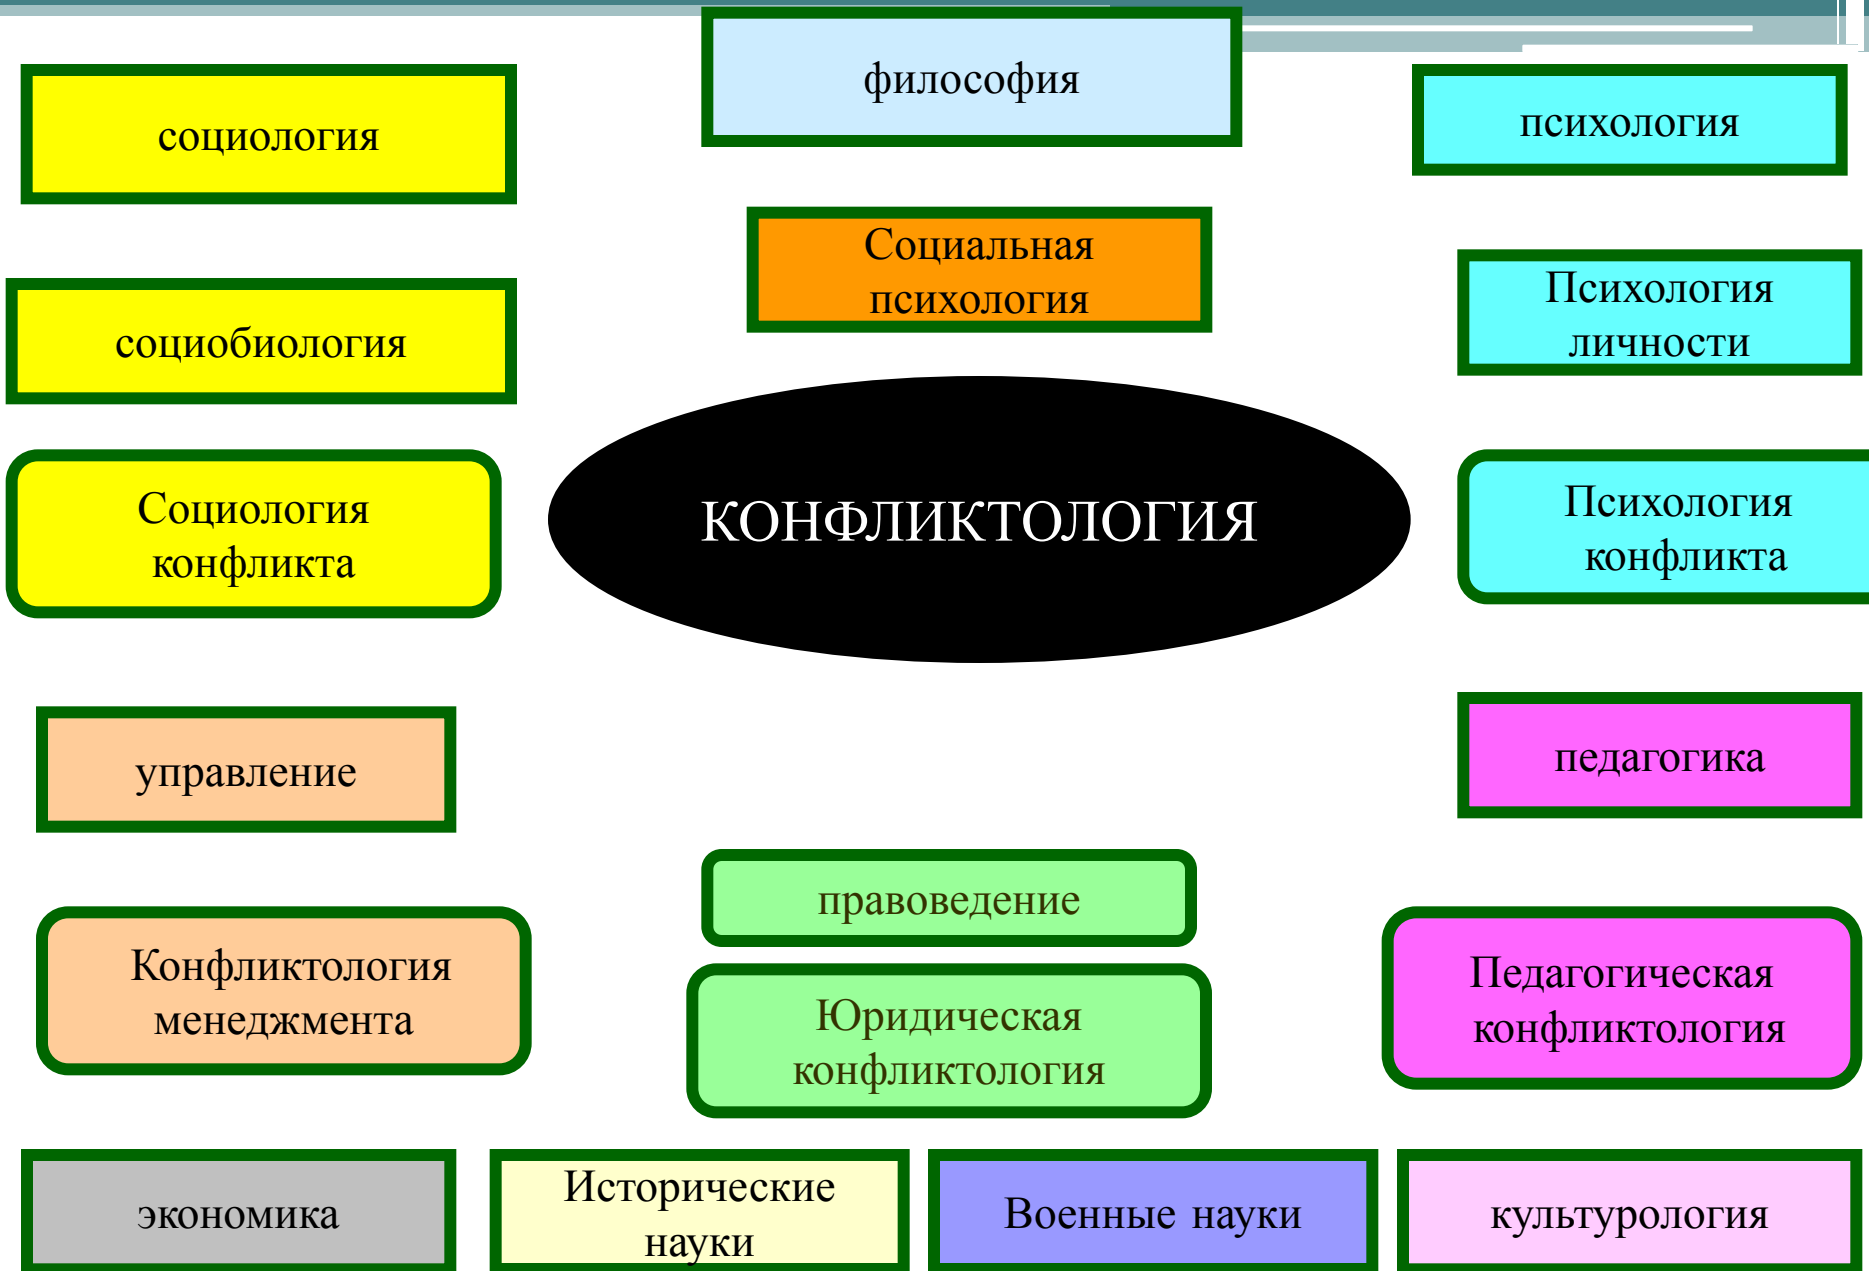 философия
социология
психология
Социальная
психология
Психология
личности
социобиология
Социология
конфликта
КОНФЛИКТОЛОГИЯ
Психология
конфликта
управление
педагогика
правоведение
Конфликтология
менеджмента
Юридическая
конфликтология
Педагогическая
конфликтология
экономика
Исторические
науки
Военные науки
культурология